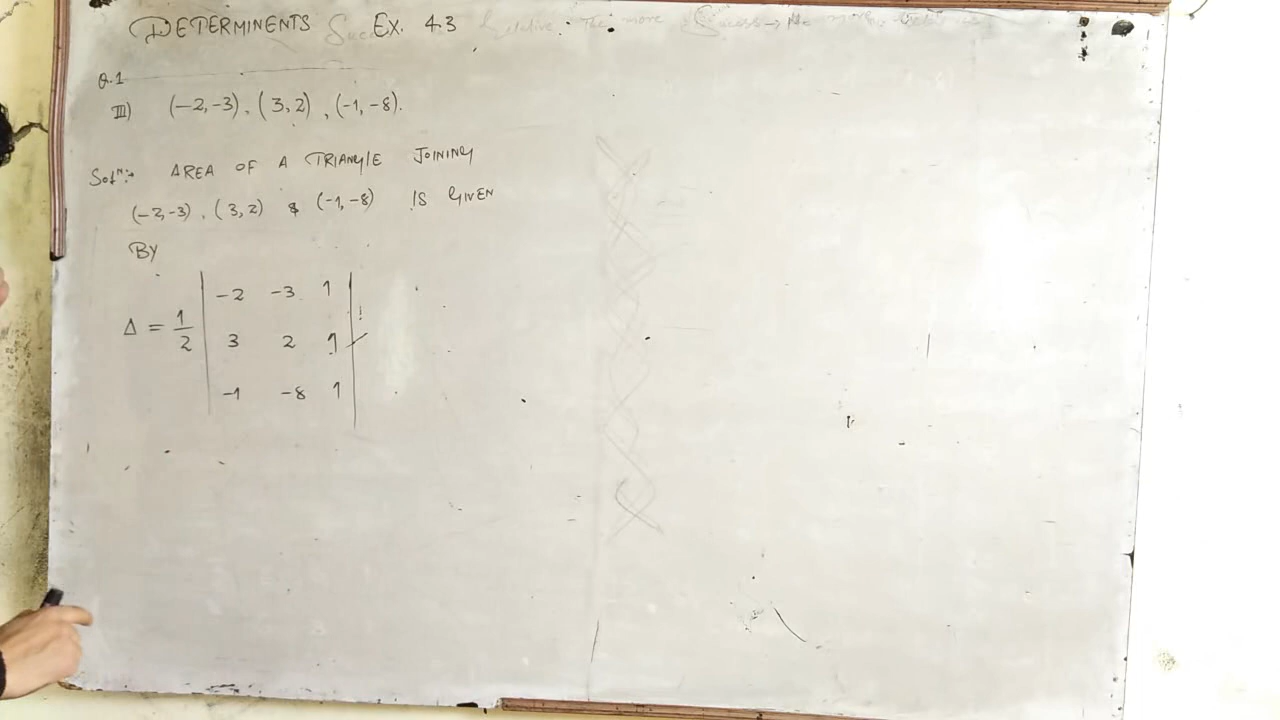 DETERMINENTS Ex. 4.3
Q.1
III) (-2,-3), (3,2), (-1,-8).
Solⁿ:- AREA OF A TRIANGLE JOINING
(-2,-3), (3,2) & (-1,-8) IS GIVEN
BY
Δ = 1/2 | -2 -3 1 |
| 3 2 1 |
| -1 -8 1 |